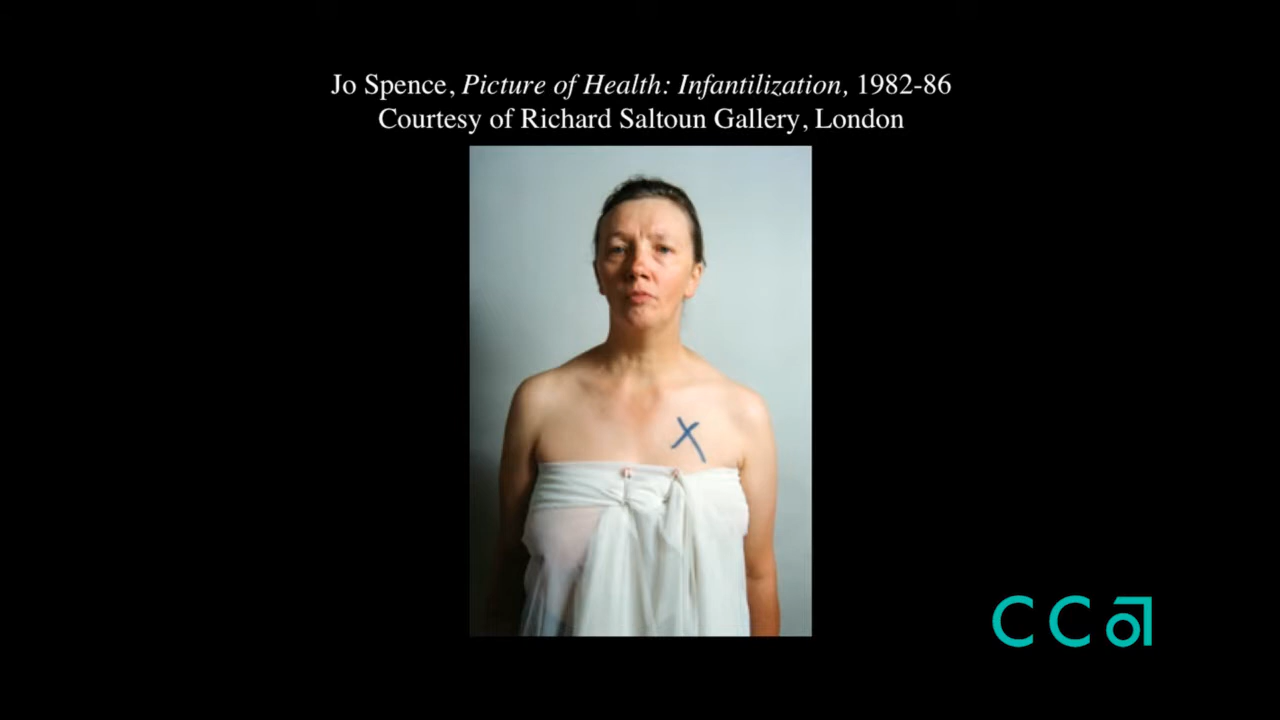 Jo Spence, Picture of Health: Infantilization, 1982-86
Courtesy of Richard Saltoun Gallery, London
X
CCA